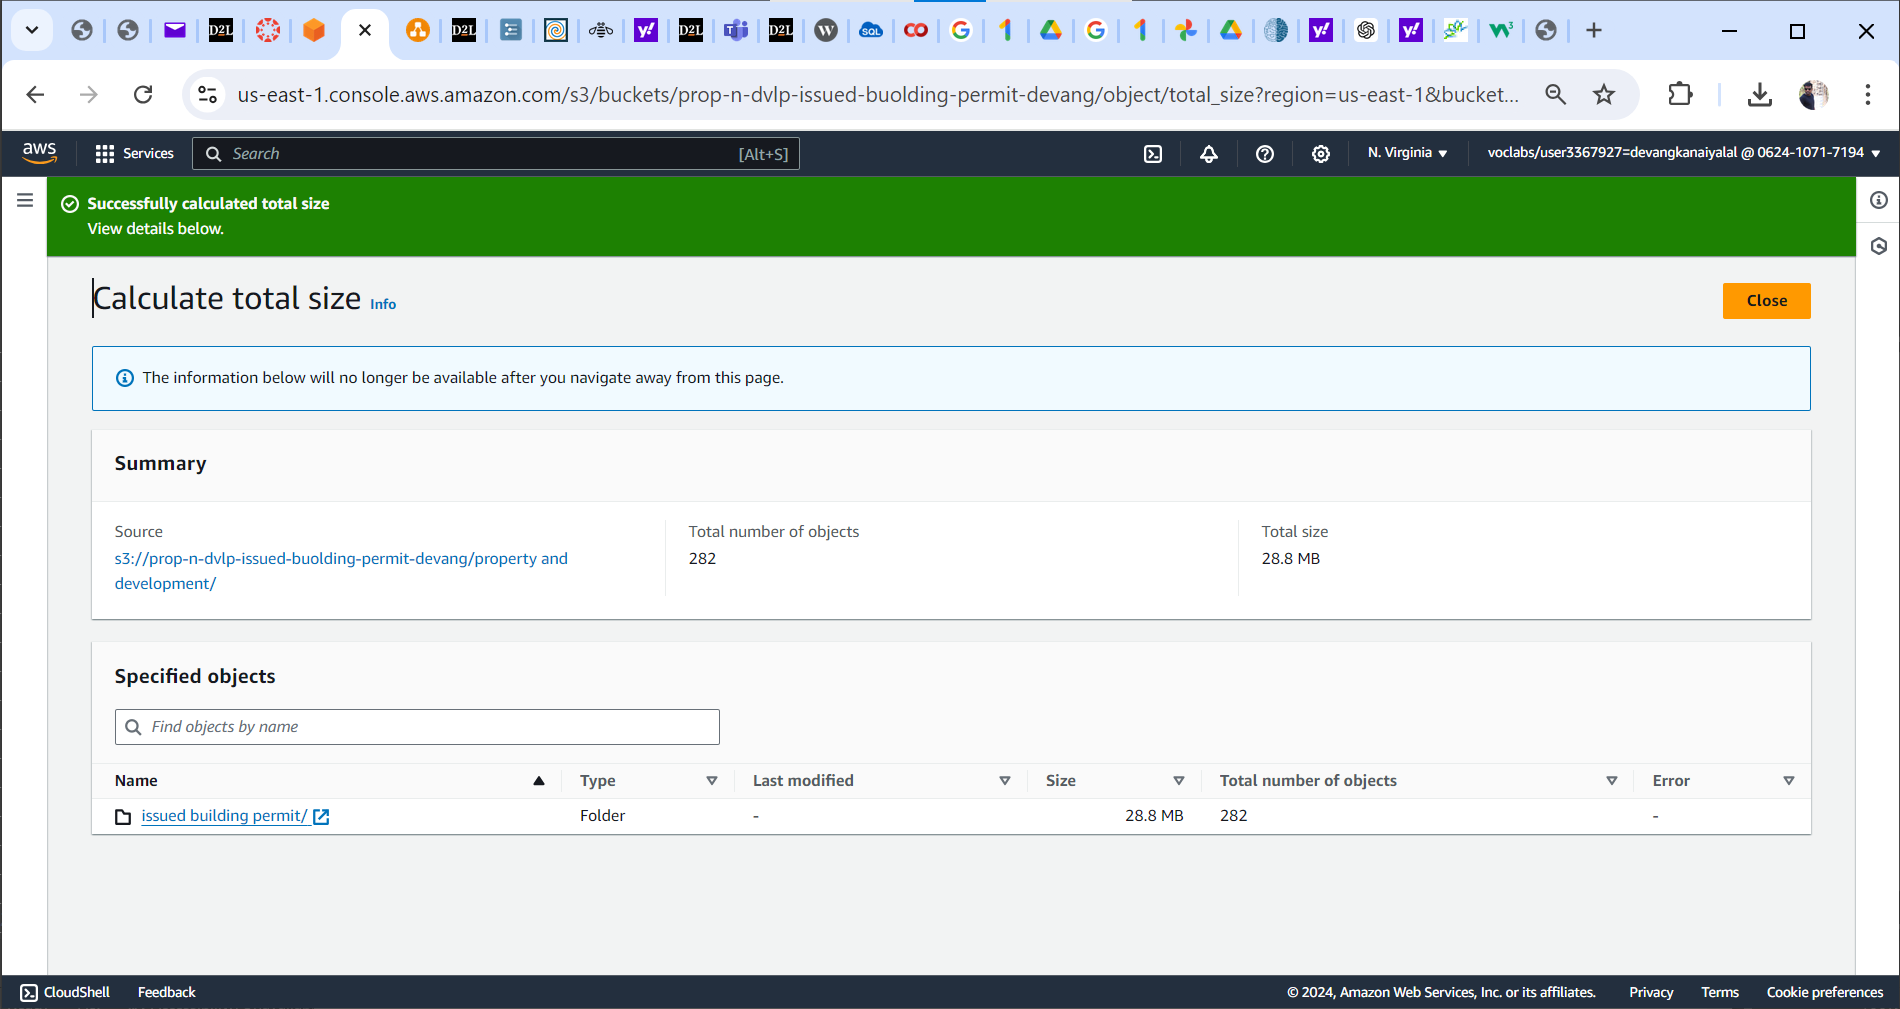 D2L
D2L
y!
D2L
D2L
W
SQL
y!
y!
us-east-1.console.aws.amazon.com/s3/buckets/prop-n-dvlp-issued-buolding-permit-devang/object/total_size?region=us-east-1&bucket...
aws
Services
Search
[Alt+S]
N. Virginia
voclabs/user3367927=devangkanaiyalal @ 0624-1071-7194
Successfully calculated total size
View details below.
Calculate total size Info
Close
The information below will no longer be available after you navigate away from this page.
Summary
Source
s3://prop-n-dvlp-issued-buolding-permit-devang/property and
development/
Total number of objects
282
Total size
28.8 MB
Specified objects
Find objects by name
Name Type Last modified Size Total number of objects Error
issued building permit/ Folder - 28.8 MB 282 -
CloudShell Feedback © 2024, Amazon Web Services, Inc. or its affiliates. Privacy Terms Cookie preferences